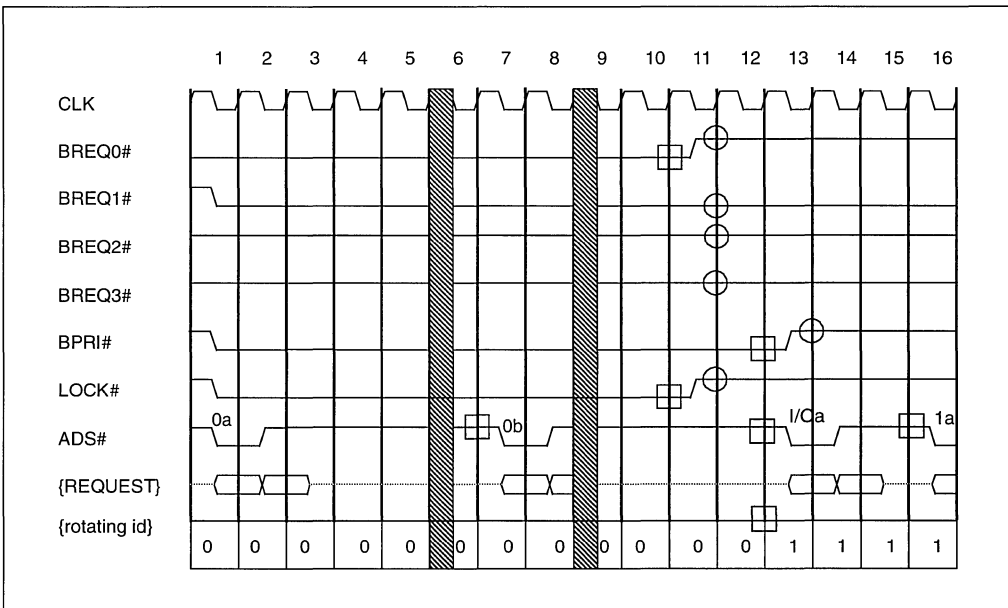 1 2 3 4 5 6 7 8 9 10 11 12 13 14 15 16
CLK
BREQ0#
BREQ1#
BREQ2#
BREQ3#
BPRI#
LOCK#
0a 0b I/Ca 1a
ADS#
{REQUEST}
{rotating id}
0 0 0 0 0 0 0 0 0 0 0 0 1 1 1 1